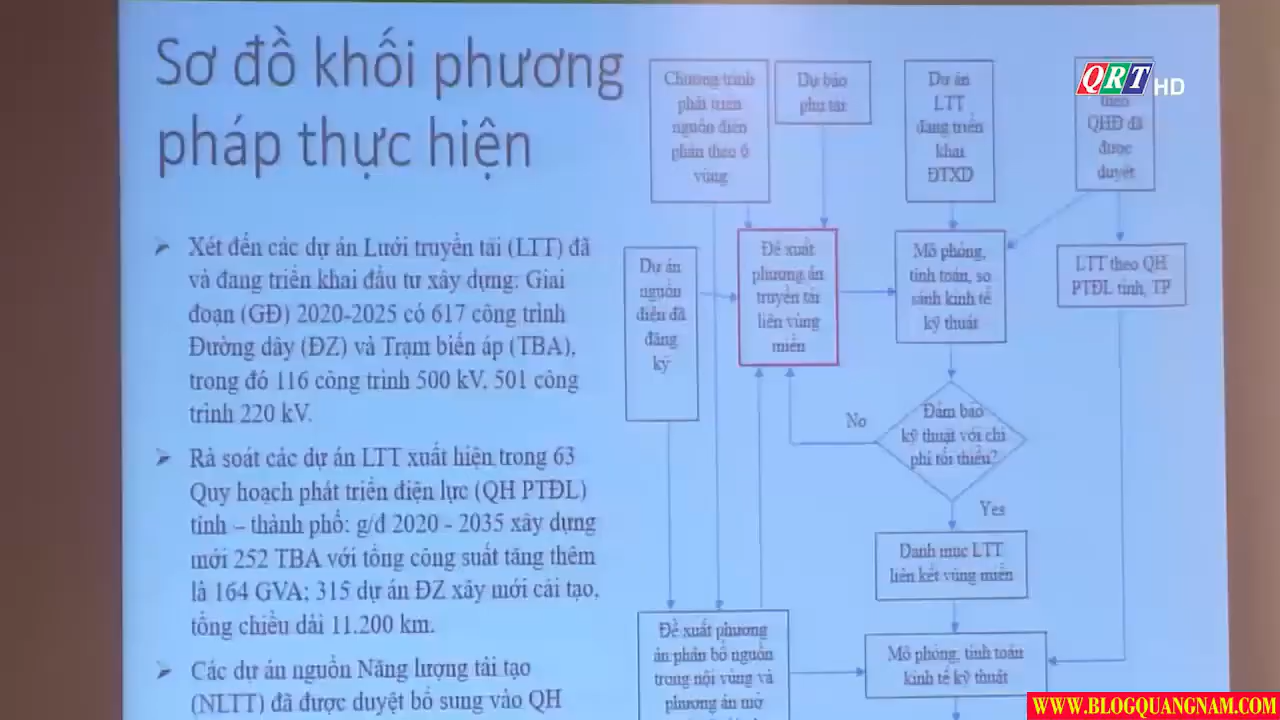 Sơ đồ khối phương
pháp thực hiện
➢ Xét đến các dự án Lưới truyền tải (LTT) đã
và đang triển khai đầu tư xây dựng: Giai
đoạn (GĐ) 2020-2025 có 617 công trình
Đường dây (ĐZ) và Trạm biến áp (TBA),
trong đó 116 công trình 500 kV. 501 công
trình 220 kV.
➢ Rà soát các dự án LTT xuất hiện trong 63
Quy hoạch phát triển điện lực (QH PTĐL)
tỉnh – thành phố: g/đ 2020 - 2035 xây dựng
mới 252 TBA với tổng công suất tăng thêm
là 164 GVA; 315 dự án ĐZ xây mới cải tạo,
tổng chiều dài 11.200 km.
➢ Các dự án nguồn Năng lượng tái tạo
(NLTT) đã được duyệt bổ sung vào QH
Chương trình
phát triển
nguồn điện
phân theo 6
vùng
Dự báo
phụ tải
Dự án
LTT
đang triển
khai
ĐTXD
theo
QHĐ đã
được
duyệt
QRT HD
Dự án
nguồn
điện đã
đăng
ký
Đề xuất
phương án
truyền tải
liên vùng
miền
Mô phỏng,
tính toán, so
sánh kinh tế
kỹ thuật
LTT theo QH
PTĐL tỉnh, TP
No
Đảm bảo
kỹ thuật với chi
phí tối thiểu?
Yes
Danh mục LTT
liên kết vùng miền
Đề xuất phương
án phân bổ nguồn
trong nội vùng và
phương án mở
Mô phỏng, tính toán
kinh tế kỹ thuật
WWW.BLOGQUANGNAM.COM